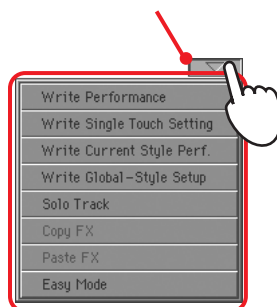 Write Performance
Write Single Touch Setting
Write Current Style Perf.
Write Global-Style Setup
Solo Track
Copy FX
Paste FX
Easy Mode